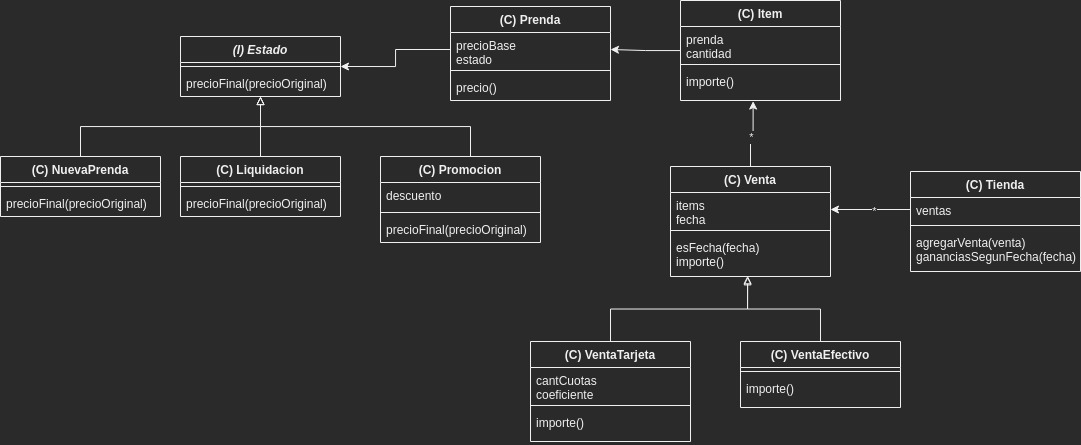 (I) Estado
precioFinal(precioOriginal)
(C) Prenda
precioBase
estado
precio()
(C) Item
prenda
cantidad
importe()
(C) NuevaPrenda
precioFinal(precioOriginal)
(C) Liquidacion
precioFinal(precioOriginal)
(C) Promocion
descuento
precioFinal(precioOriginal)
*
(C) Venta
items
fecha
esFecha(fecha)
importe()
*
(C) Tienda
ventas
agregarVenta(venta)
gananciasSegunFecha(fecha)
(C) VentaTarjeta
cantCuotas
coeficiente
importe()
(C) VentaEfectivo
importe()